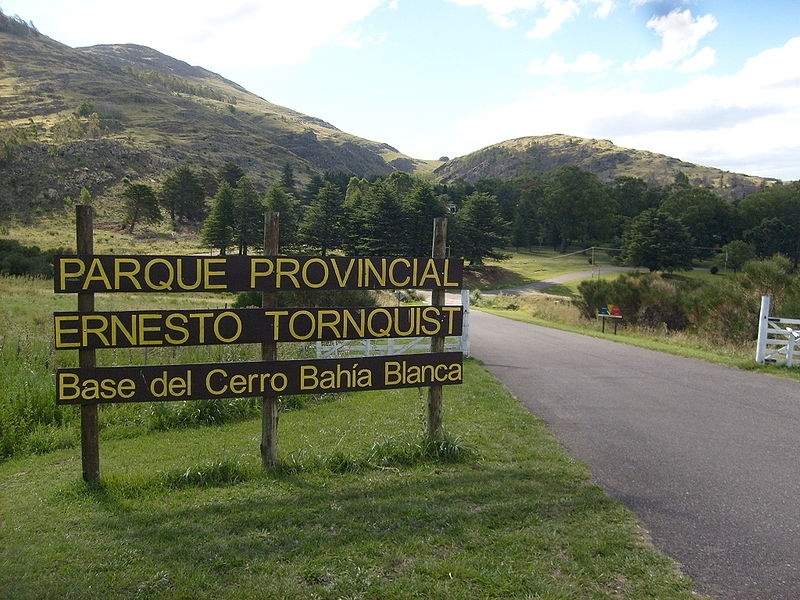 PARQUE PROVINCIAL
ERNESTO TORNQUIST
Base del Cerro Bahía Blanca